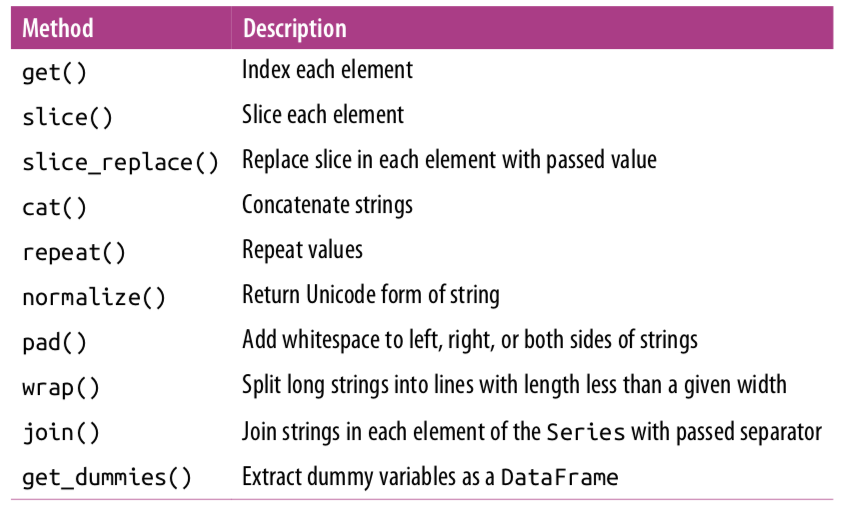 Method Description
get() Index each element
slice() Slice each element
slice_replace() Replace slice in each element with passed value
cat() Concatenate strings
repeat() Repeat values
normalize() Return Unicode form of string
pad() Add whitespace to left, right, or both sides of strings
wrap() Split long strings into lines with length less than a given width
join() Join strings in each element of the Series with passed separator
get_dummies() Extract dummy variables as a DataFrame